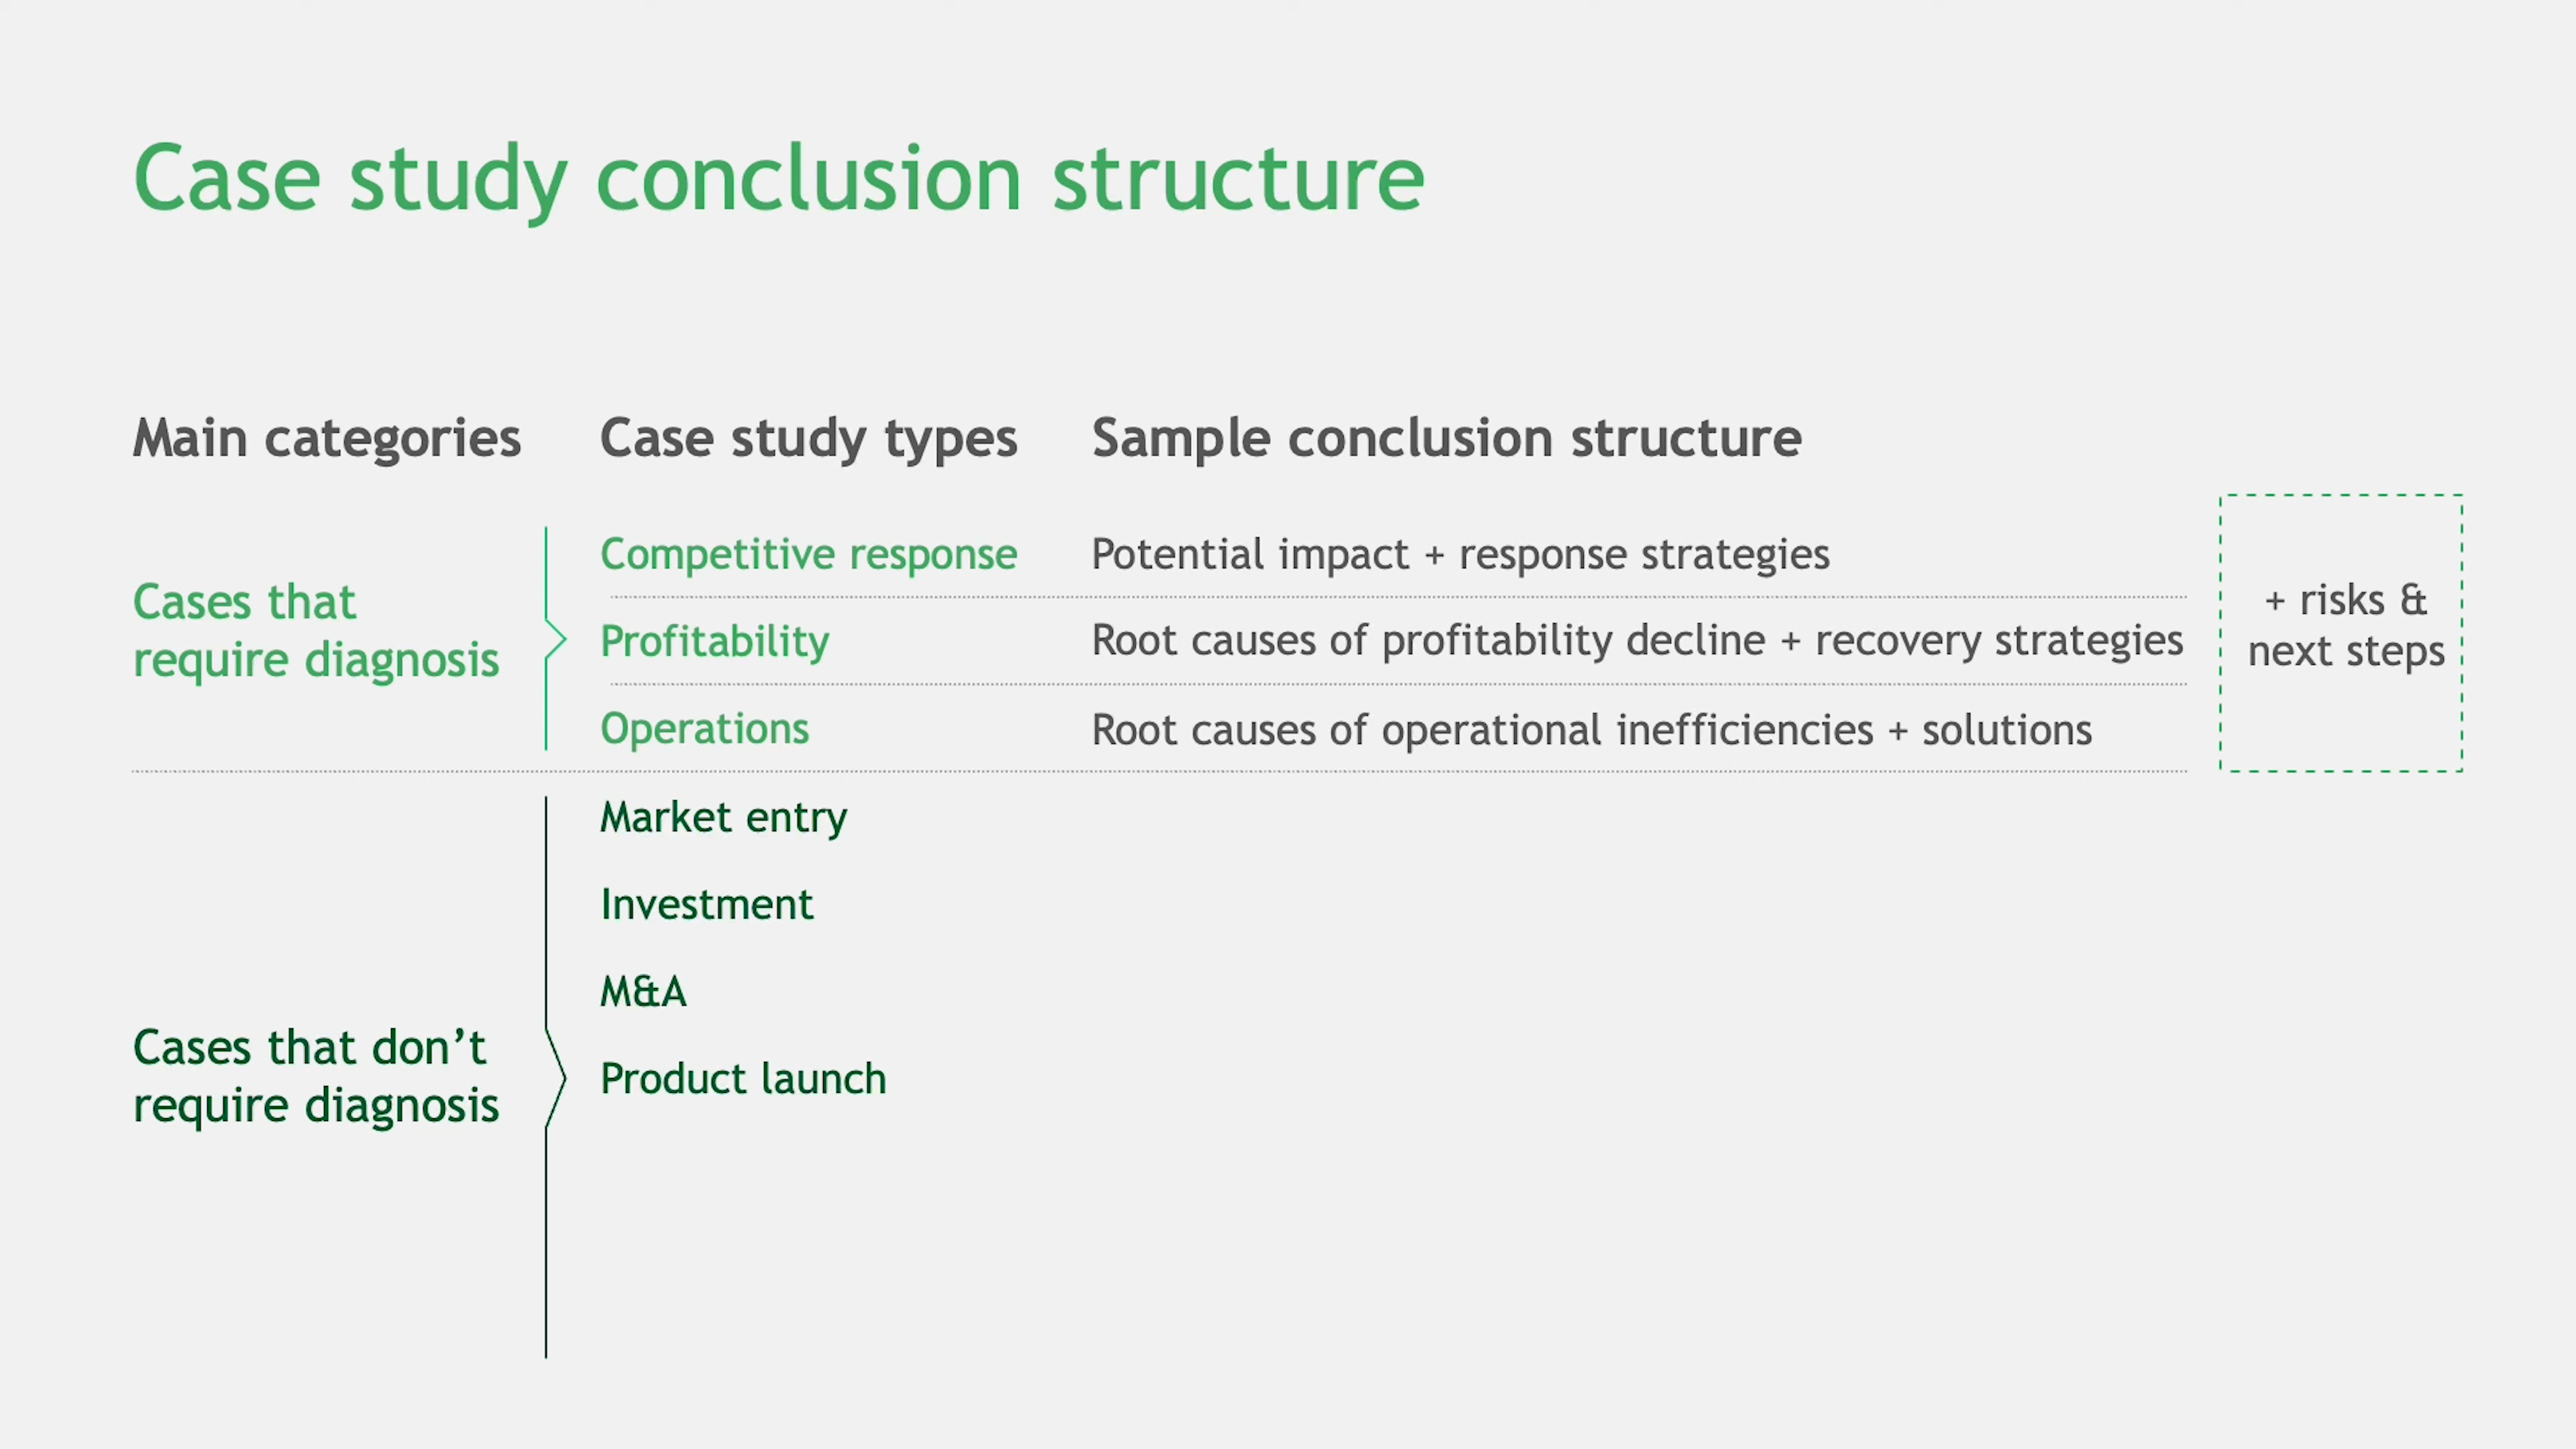 Case study conclusion structure
Main categories
Case study types
Sample conclusion structure
Cases that
require diagnosis
Competitive response
Potential impact + response strategies
Profitability
Root causes of profitability decline + recovery strategies
Operations
Root causes of operational inefficiencies + solutions
+ risks &
next steps
Cases that don’t
require diagnosis
Market entry
Investment
M&A
Product launch